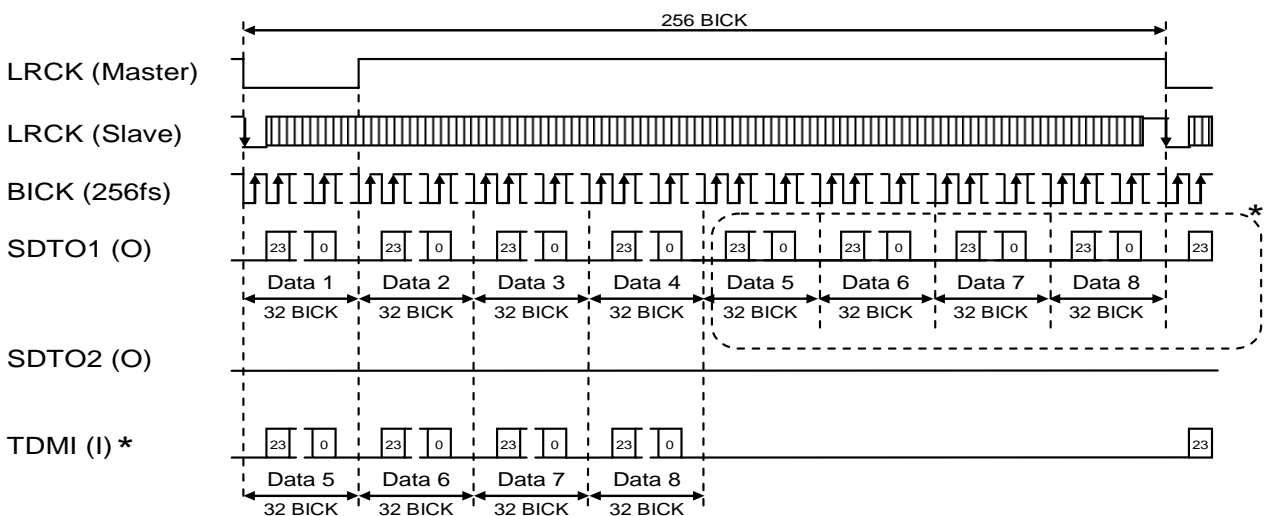 256 BICK
LRCK (Master)
LRCK (Slave)
BICK (256fs)
*
SDTO1 (O) 23 0 23 0 23 0 23 0 23 0 23 0 23 0 23 0 23
Data 1 Data 2 Data 3 Data 4 Data 5 Data 6 Data 7 Data 8
32 BICK 32 BICK 32 BICK 32 BICK 32 BICK 32 BICK 32 BICK 32 BICK
SDTO2 (O)
TDMI (I) * 23 0 23 0 23 0 23 0 23
Data 5 Data 6 Data 7 Data 8
32 BICK 32 BICK 32 BICK 32 BICK